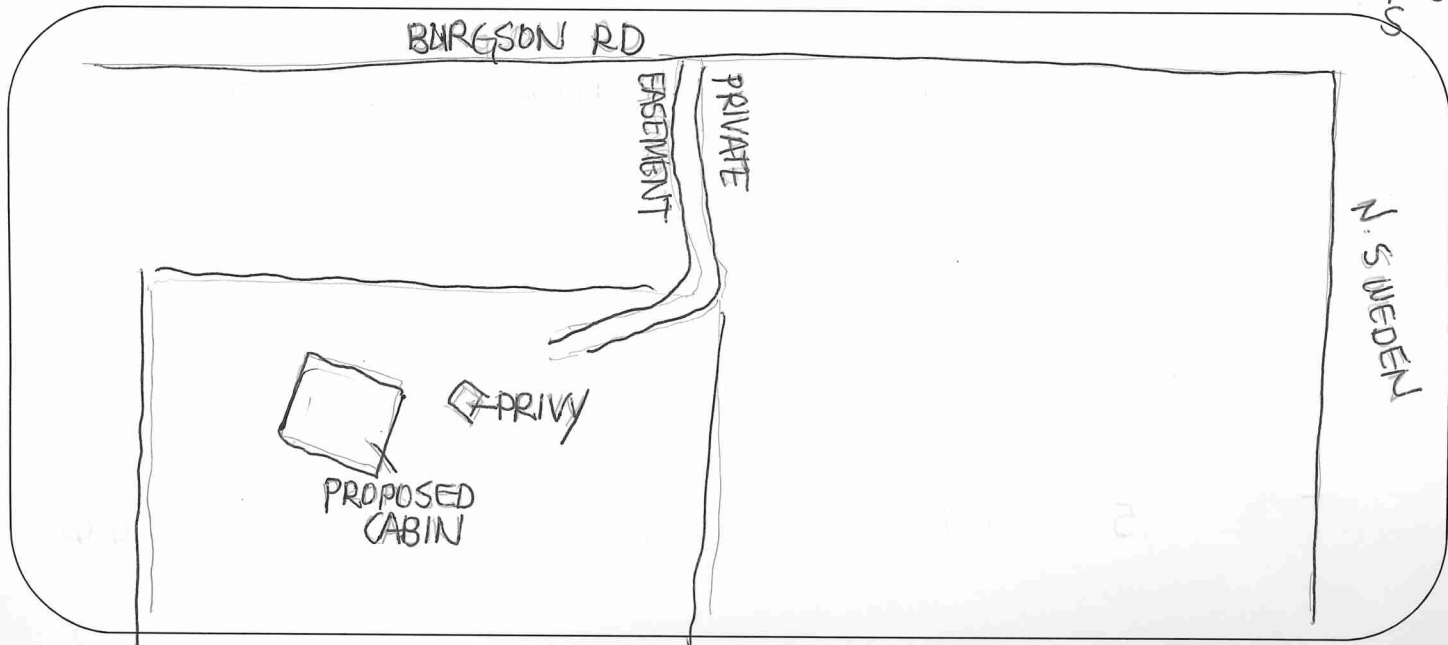 BURGSON RD
EASEMENT
PRIVATE
N. SWEDEN
PRIVY
PROPOSED
CABIN